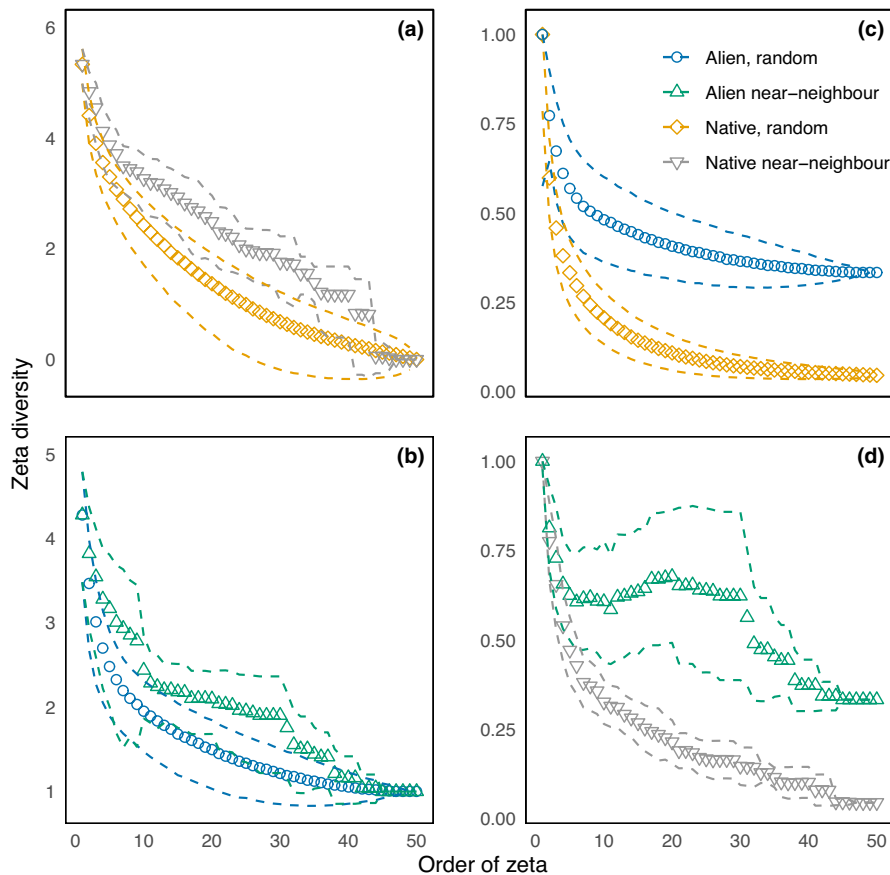 Zeta diversity
(a)
6
4
2
0
(c)
1.00
0.75
0.50
0.25
0.00
Alien, random
Alien near−neighbour
Native, random
Native near−neighbour
(b)
5
4
3
2
1
0 10 20 30 40 50
(d)
1.00
0.75
0.50
0.25
0.00
0 10 20 30 40 50
Order of zeta